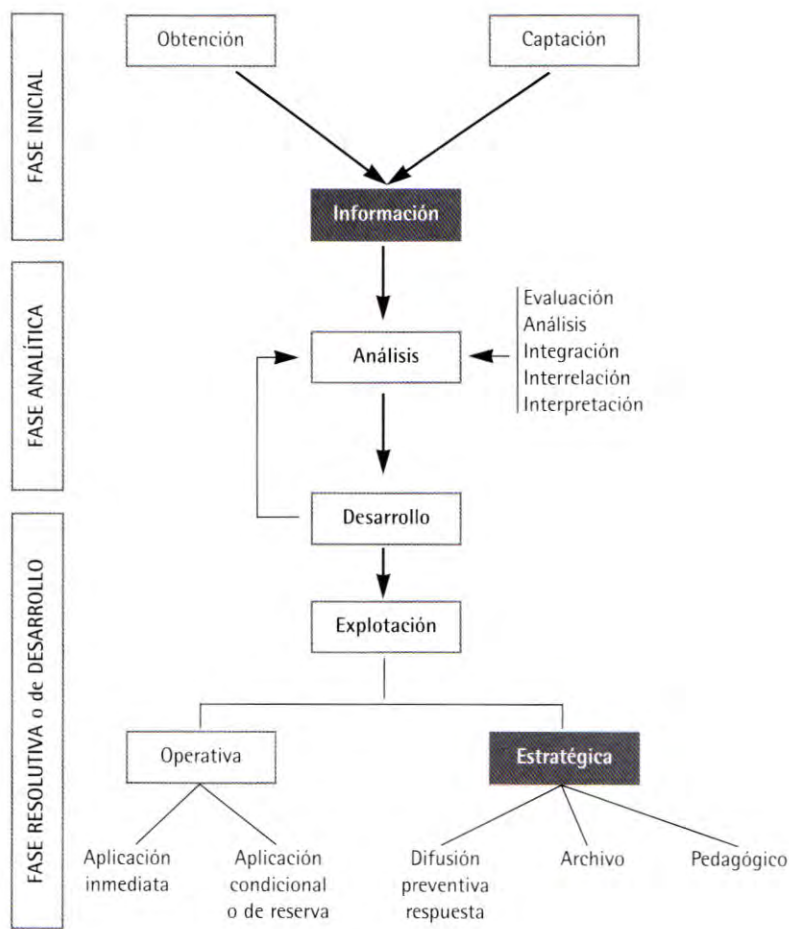 FASE INICIAL
Obtención
Captación
Información
FASE ANALÍTICA
Análisis
Evaluación
Análisis
Integración
Interrelación
Interpretación
FASE RESOLUTIVA o de DESARROLLO
Desarrollo
Explotación
Operativa
Estratégica
Aplicación
inmediata
Aplicación
condicional
o de reserva
Difusión
preventiva
respuesta
Archivo
Pedagógico